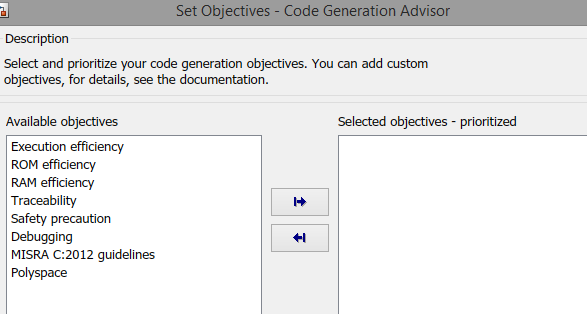 Set Objectives - Code Generation Advisor
Description
Select and prioritize your code generation objectives. You can add custom
objectives, for details, see the documentation.
Available objectives
Selected objectives - prioritized
Execution efficiency
ROM efficiency
RAM efficiency
Traceability
Safety precaution
Debugging
MISRA C:2012 guidelines
Polyspace